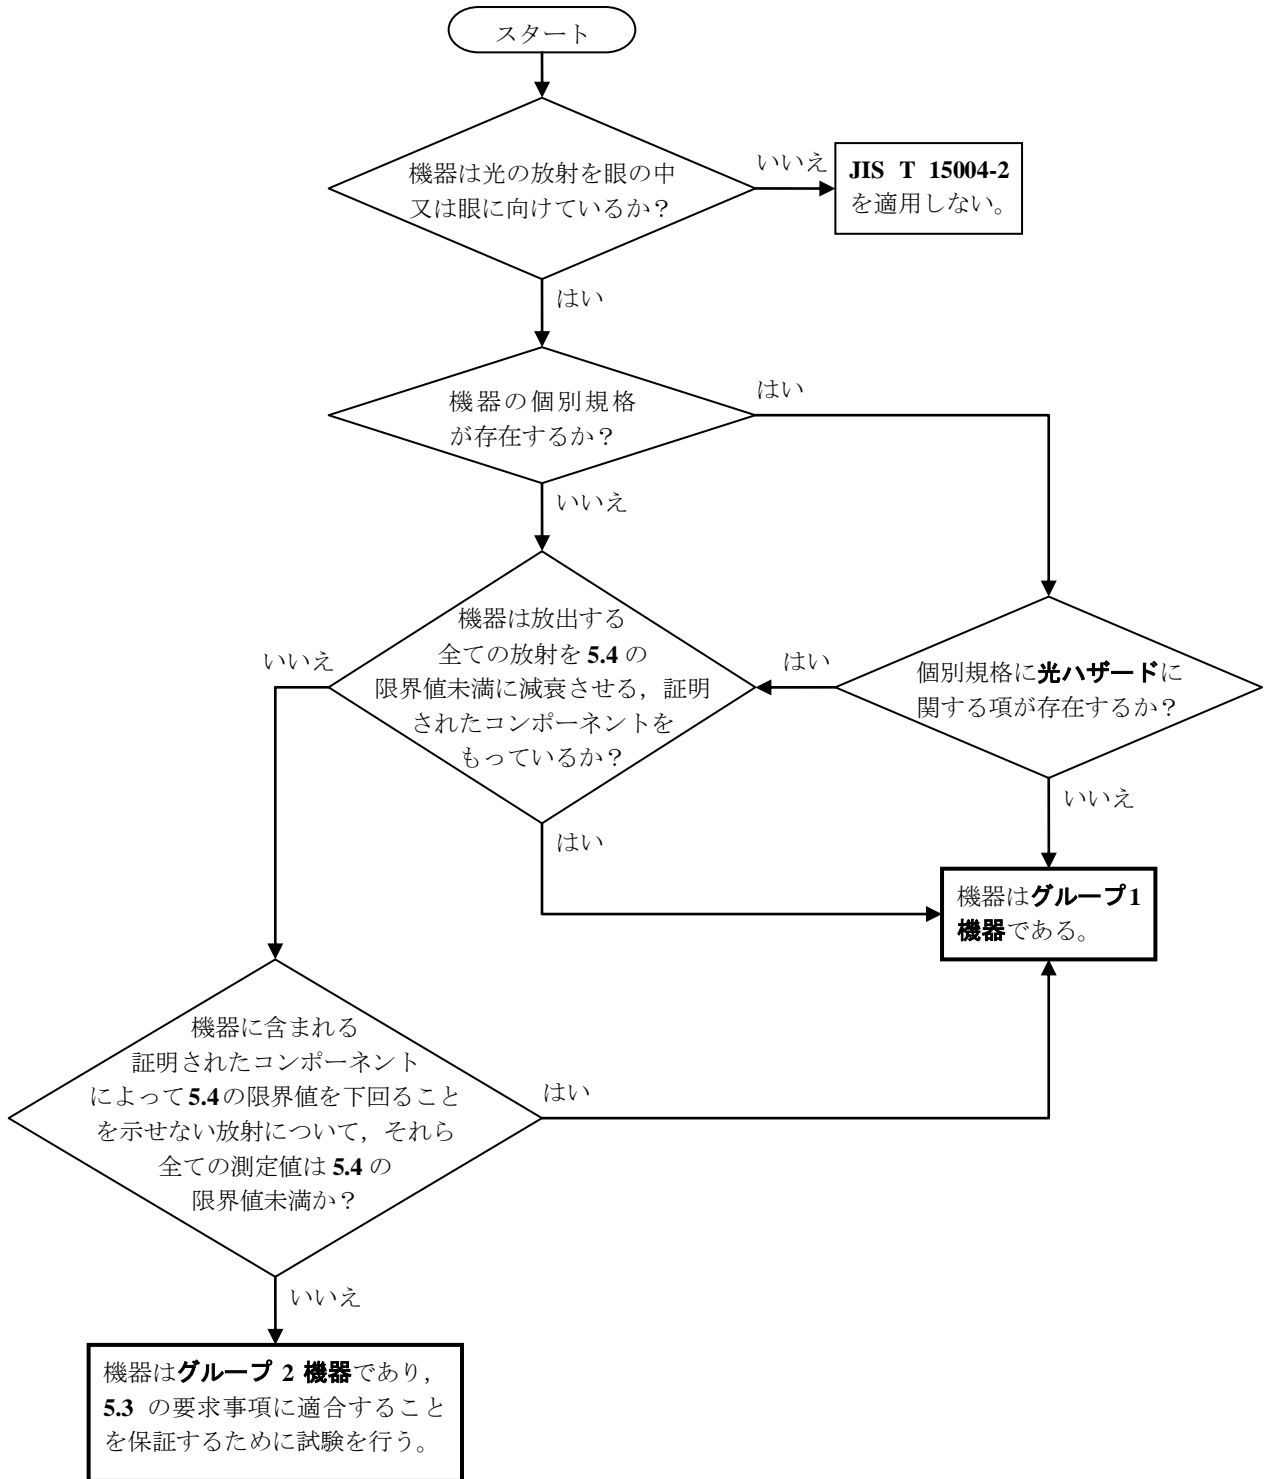 スタート
機器は光の放射を眼の中
又は眼に向けているか？
いいえ
JIS T 15004-2
を適用しない。
はい
機器の個別規格
が存在するか？
はい
いいえ
機器は放出する
全ての放射を 5.4 の
限界値未満に減衰させる，証明
されたコンポーネントを
もっているか？
いいえ
はい
個別規格に光ハザードに
関する項が存在するか？
いいえ
はい
機器はグループ1
機器である。
機器に含まれる
証明されたコンポーネント
によって 5.4 の限界値を下回ること
を示せない放射について，それら
全ての測定値は 5.4 の
限界値未満か？
はい
いいえ
機器はグループ 2 機器であり，
5.3 の要求事項に適合すること
を保証するために試験を行う。